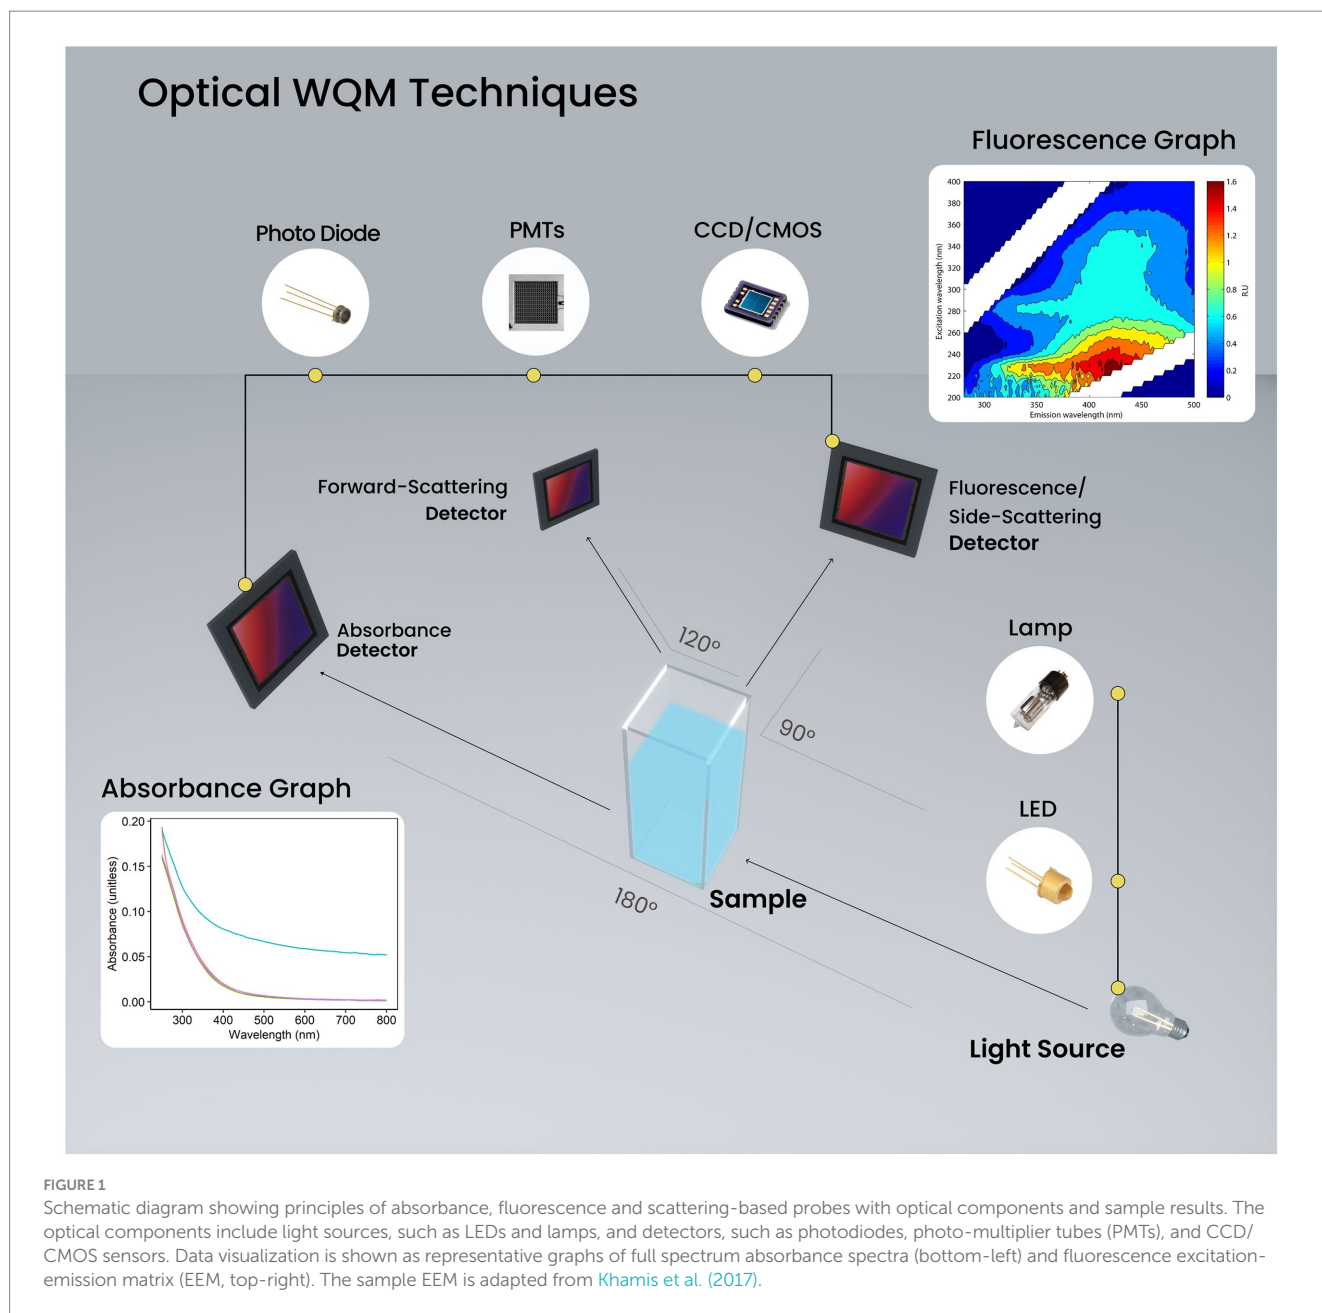 Optical WQM Techniques
Fluorescence Graph
400
380
360
340
320
300
280
260
240
220
200
Excitation wavelength (nm)
300
350
400
450
500
Emission wavelength (nm)
1.6
1.4
1.2
1
0.8
0.6
0.4
0.2
0
R.U
Photo Diode
PMTs
CCD/CMOS
Forward-Scattering
Detector
Fluorescence/
Side-Scattering
Detector
Absorbance
Detector
120°
90°
180°
Sample
Lamp
LED
Light Source
Absorbance Graph
0.20
0.15
0.10
0.05
0.00
Absorbance (unitless)
300
400
500
600
700
800
Wavelength (nm)
FIGURE 1
Schematic diagram showing principles of absorbance, fluorescence and scattering-based probes with optical components and sample results. The
optical components include light sources, such as LEDs and lamps, and detectors, such as photodiodes, photo-multiplier tubes (PMTs), and CCD/
CMOS sensors. Data visualization is shown as representative graphs of full spectrum absorbance spectra (bottom-left) and fluorescence excitation-
emission matrix (EEM, top-right). The sample EEM is adapted from Khamis et al. (2017).